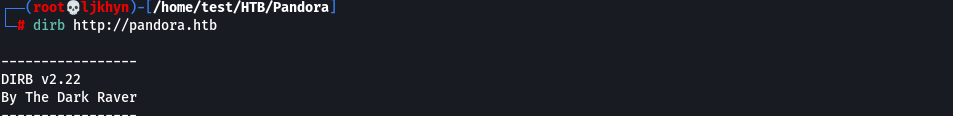 ┌──(root💀ljkhyn)-[/home/test/HTB/Pandora]
└─# dirb http://pandora.htb
-----------------
DIRB v2.22
By The Dark Raver
-----------------